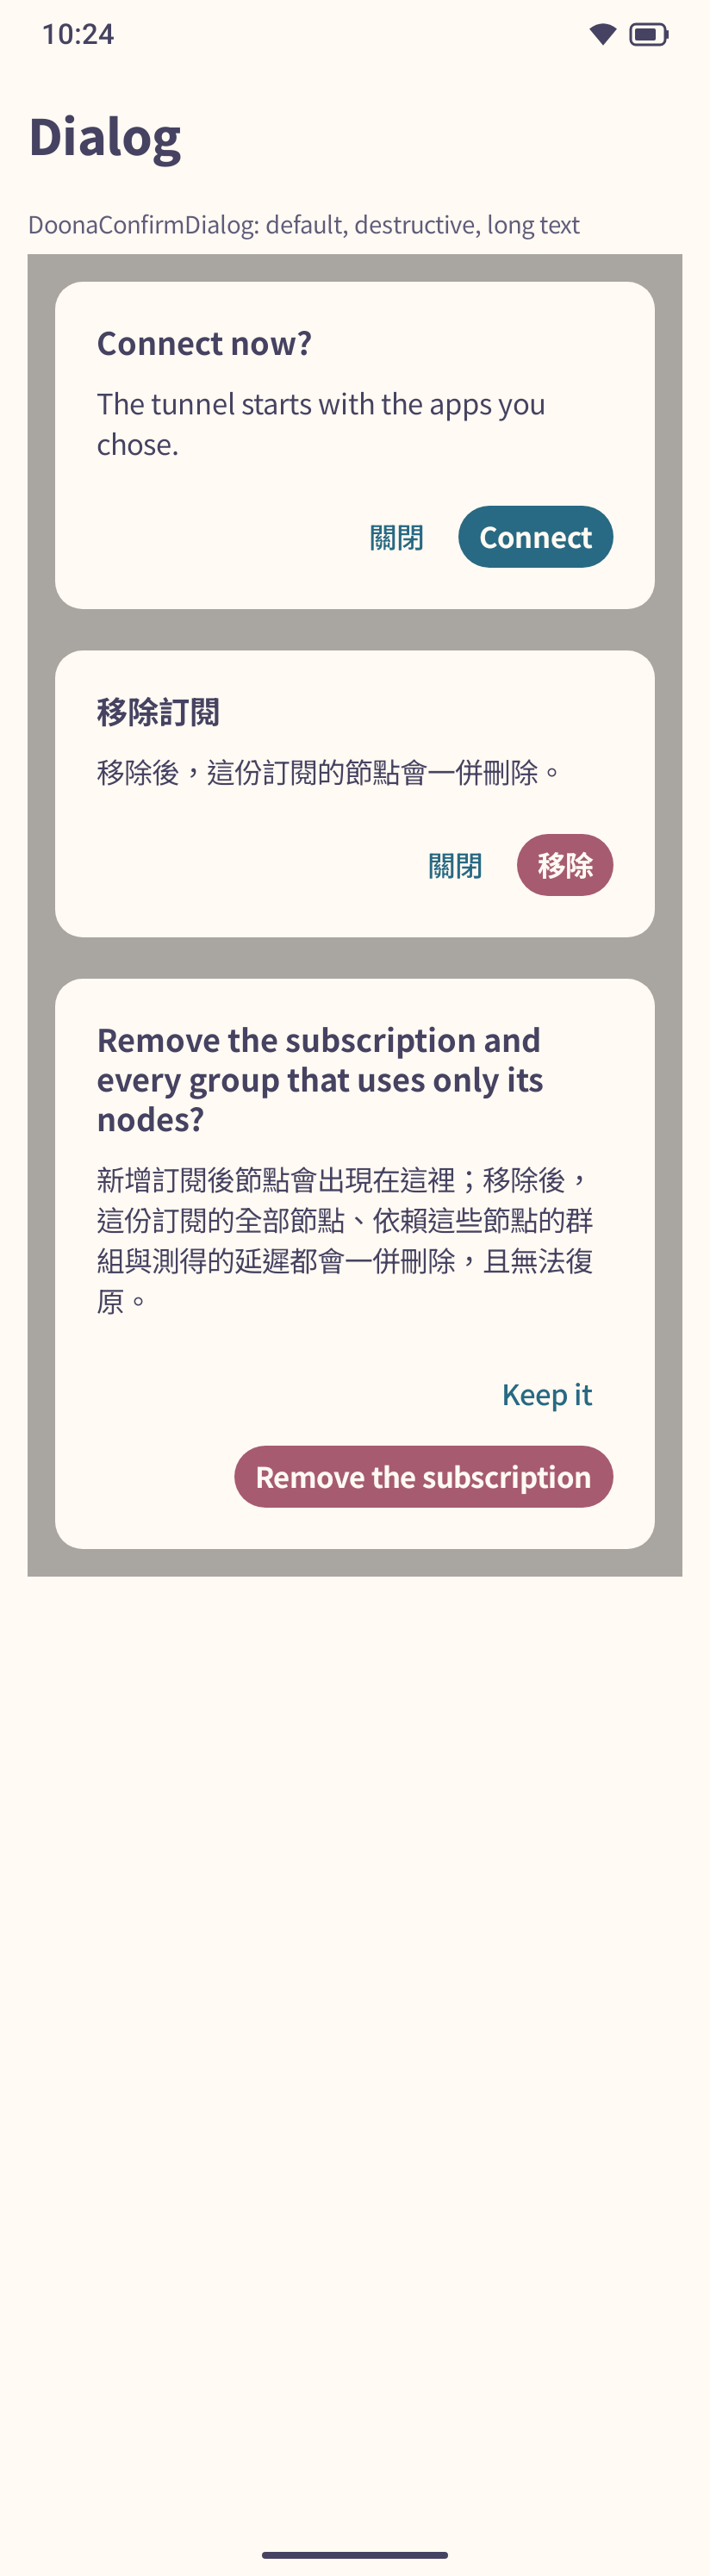 10:24
Dialog
DoonaConfirmDialog: default, destructive, long text
Connect now?
The tunnel starts with the apps you
chose.
關閉
Connect
移除訂閱
移除後，這份訂閱的節點會一併刪除。
關閉
移除
Remove the subscription and
every group that uses only its
nodes?
新增訂閱後節點會出現在這裡；移除後，
這份訂閱的全部節點、依賴這些節點的群
組與測得的延遲都會一併刪除，且無法復
原。
Keep it
Remove the subscription